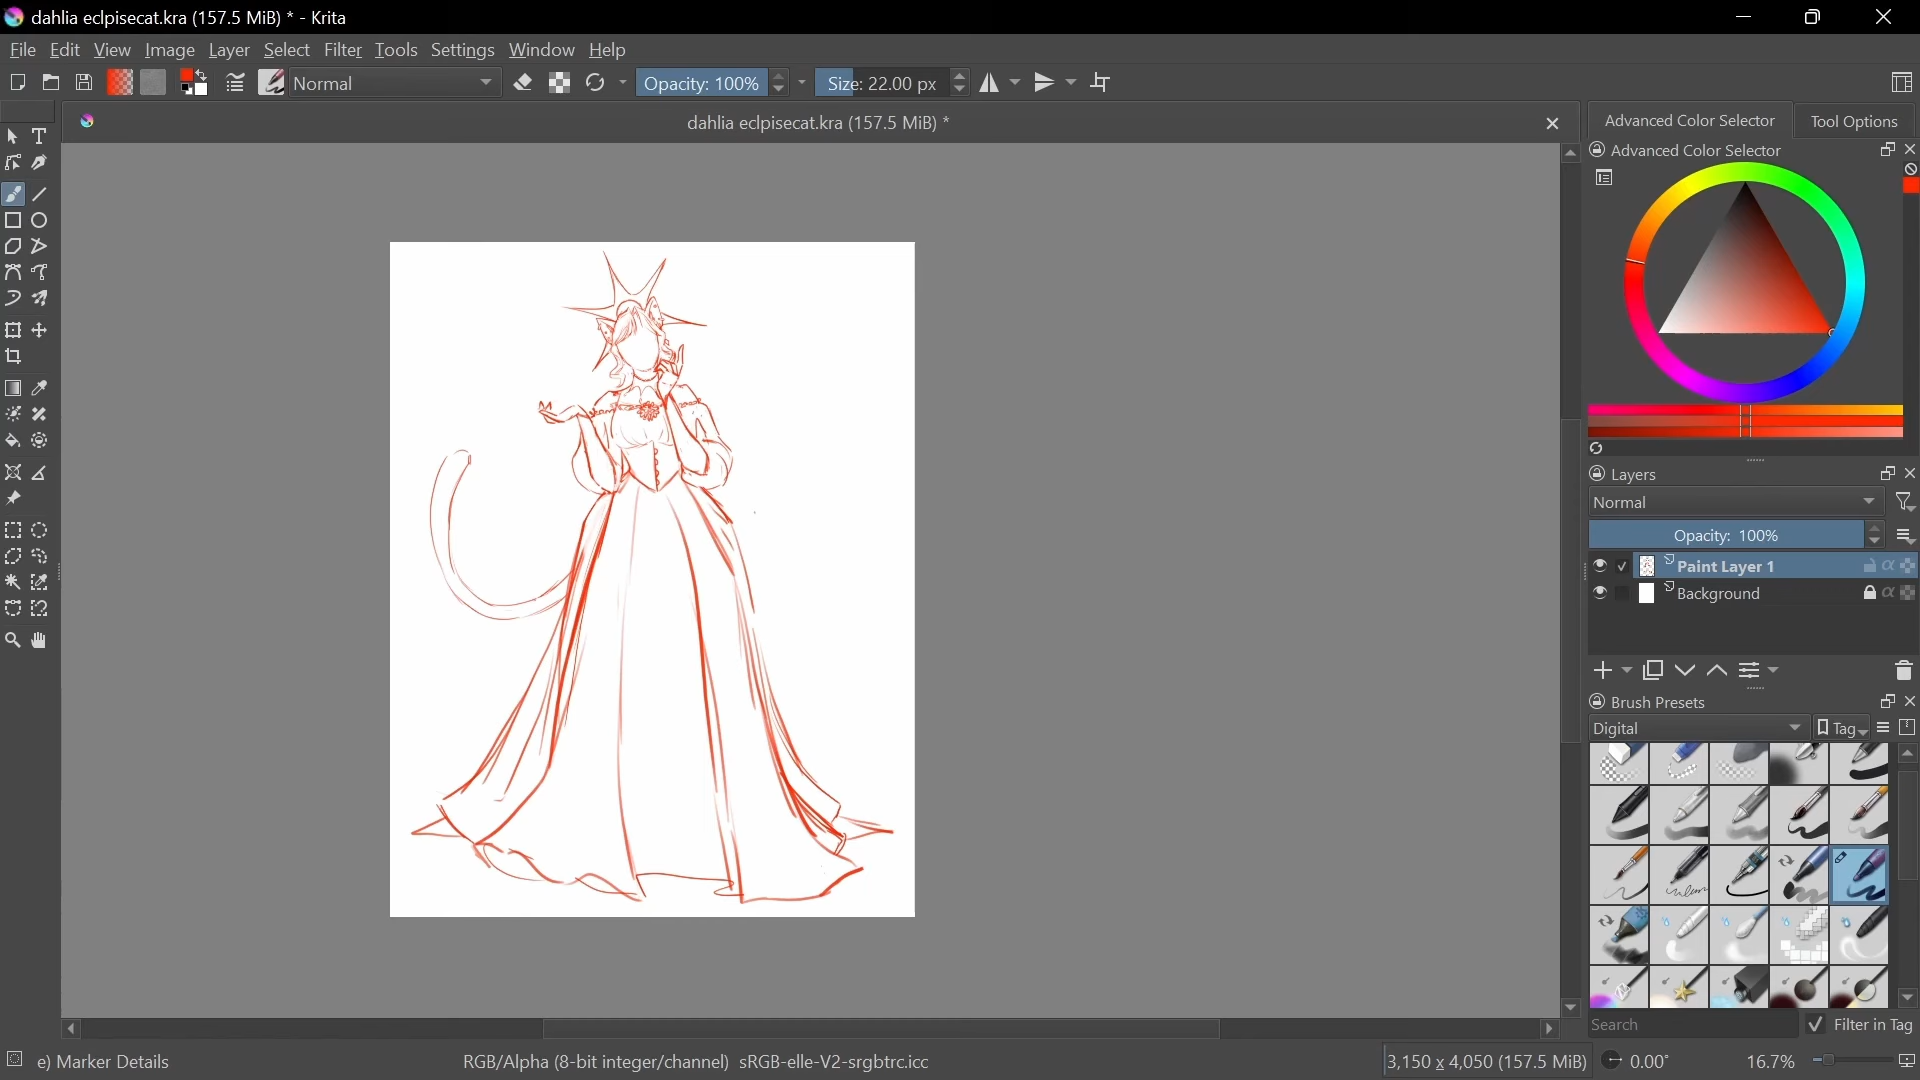 dahlia eclpisecat.kra (157.5 MiB) * - Krita
File Edit View Image Layer Select Filter Tools Settings Window Help
Normal Opacity: 100% Size: 22.00 px
dahlia eclpisecat.kra (157.5 MiB) *
Advanced Color Selector Tool Options
Advanced Color Selector
Layers
Normal
Opacity: 100%
Paint Layer 1
Background
Brush Presets
Digital Tag
Search Filter in Tag
e) Marker Details RGB/Alpha (8-bit integer/channel) sRGB-elle-V2-srgbtrc.icc 3,150 x 4,050 (157.5 MiB) 0.00° 16.7%